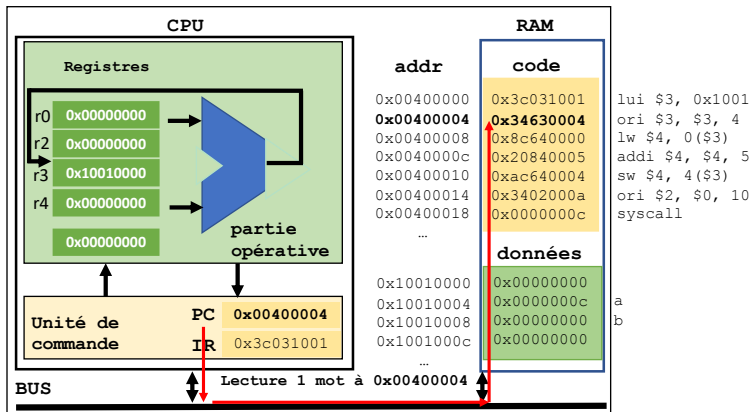 CPU
RAM
Registres
addr
code
r0 0x00000000
r2 0x00000000
r3 0x10010000
r4 0x00000000
0x00000000
partie
opérative
0x00400000 0x3c031001 lui $3, 0x1001
0x00400004 0x34630004 ori $3, $3, 4
0x00400008 0x8c640000 lw $4, 0($3)
0x0040000c 0x20840005 addi $4, $4, 5
0x00400010 0xac640004 sw $4, 4($3)
0x00400014 0x3402000a ori $2, $0, 10
0x00400018 0x0000000c syscall
…
données
0x10010000 0x00000000
0x10010004 0x0000000c a
0x10010008 0x00000000 b
0x1001000c 0x00000000
…
Unité de
commande
PC 0x00400004
IR 0x3c031001
Lecture 1 mot à 0x00400004
BUS